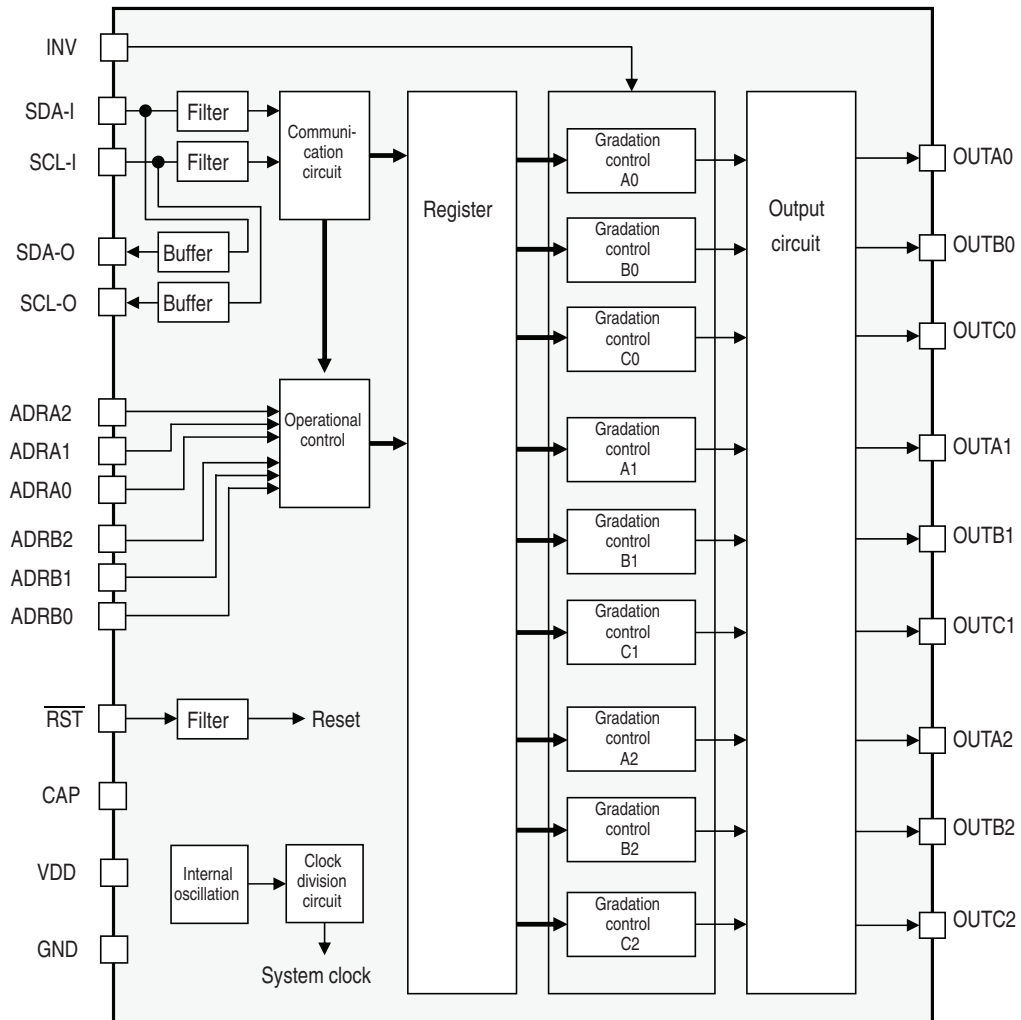 INV
SDA-I
SCL-I
SDA-O
SCL-O
ADRA2
ADRA1
ADRA0
ADRB2
ADRB1
ADRB0
RST
CAP
VDD
GND
Filter
Filter
Buffer
Buffer
Communi-
cation
circuit
Operational
control
Filter
Reset
Internal
oscillation
Clock
division
circuit
System clock
Register
Gradation
control
A0
Gradation
control
B0
Gradation
control
C0
Gradation
control
A1
Gradation
control
B1
Gradation
control
C1
Gradation
control
A2
Gradation
control
B2
Gradation
control
C2
Output
circuit
OUTA0
OUTB0
OUTC0
OUTA1
OUTB1
OUTC1
OUTA2
OUTB2
OUTC2